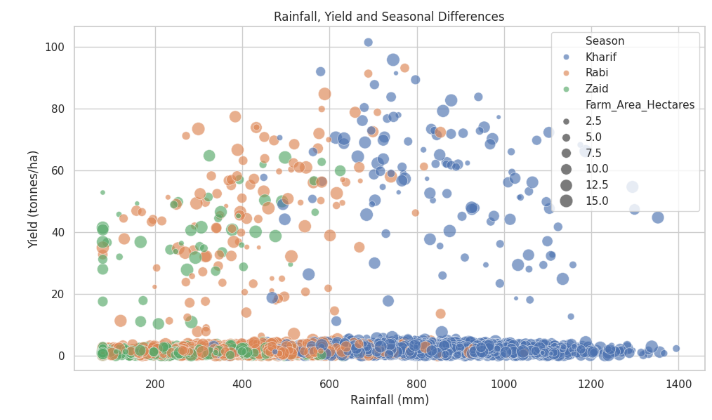 Rainfall, Yield and Seasonal Differences
Yield (tonnes/ha)
100
80
60
40
20
0
200
400
600
800
1000
1200
1400
Rainfall (mm)
Season
Kharif
Rabi
Zaid
Farm_Area_Hectares
2.5
5.0
7.5
10.0
12.5
15.0